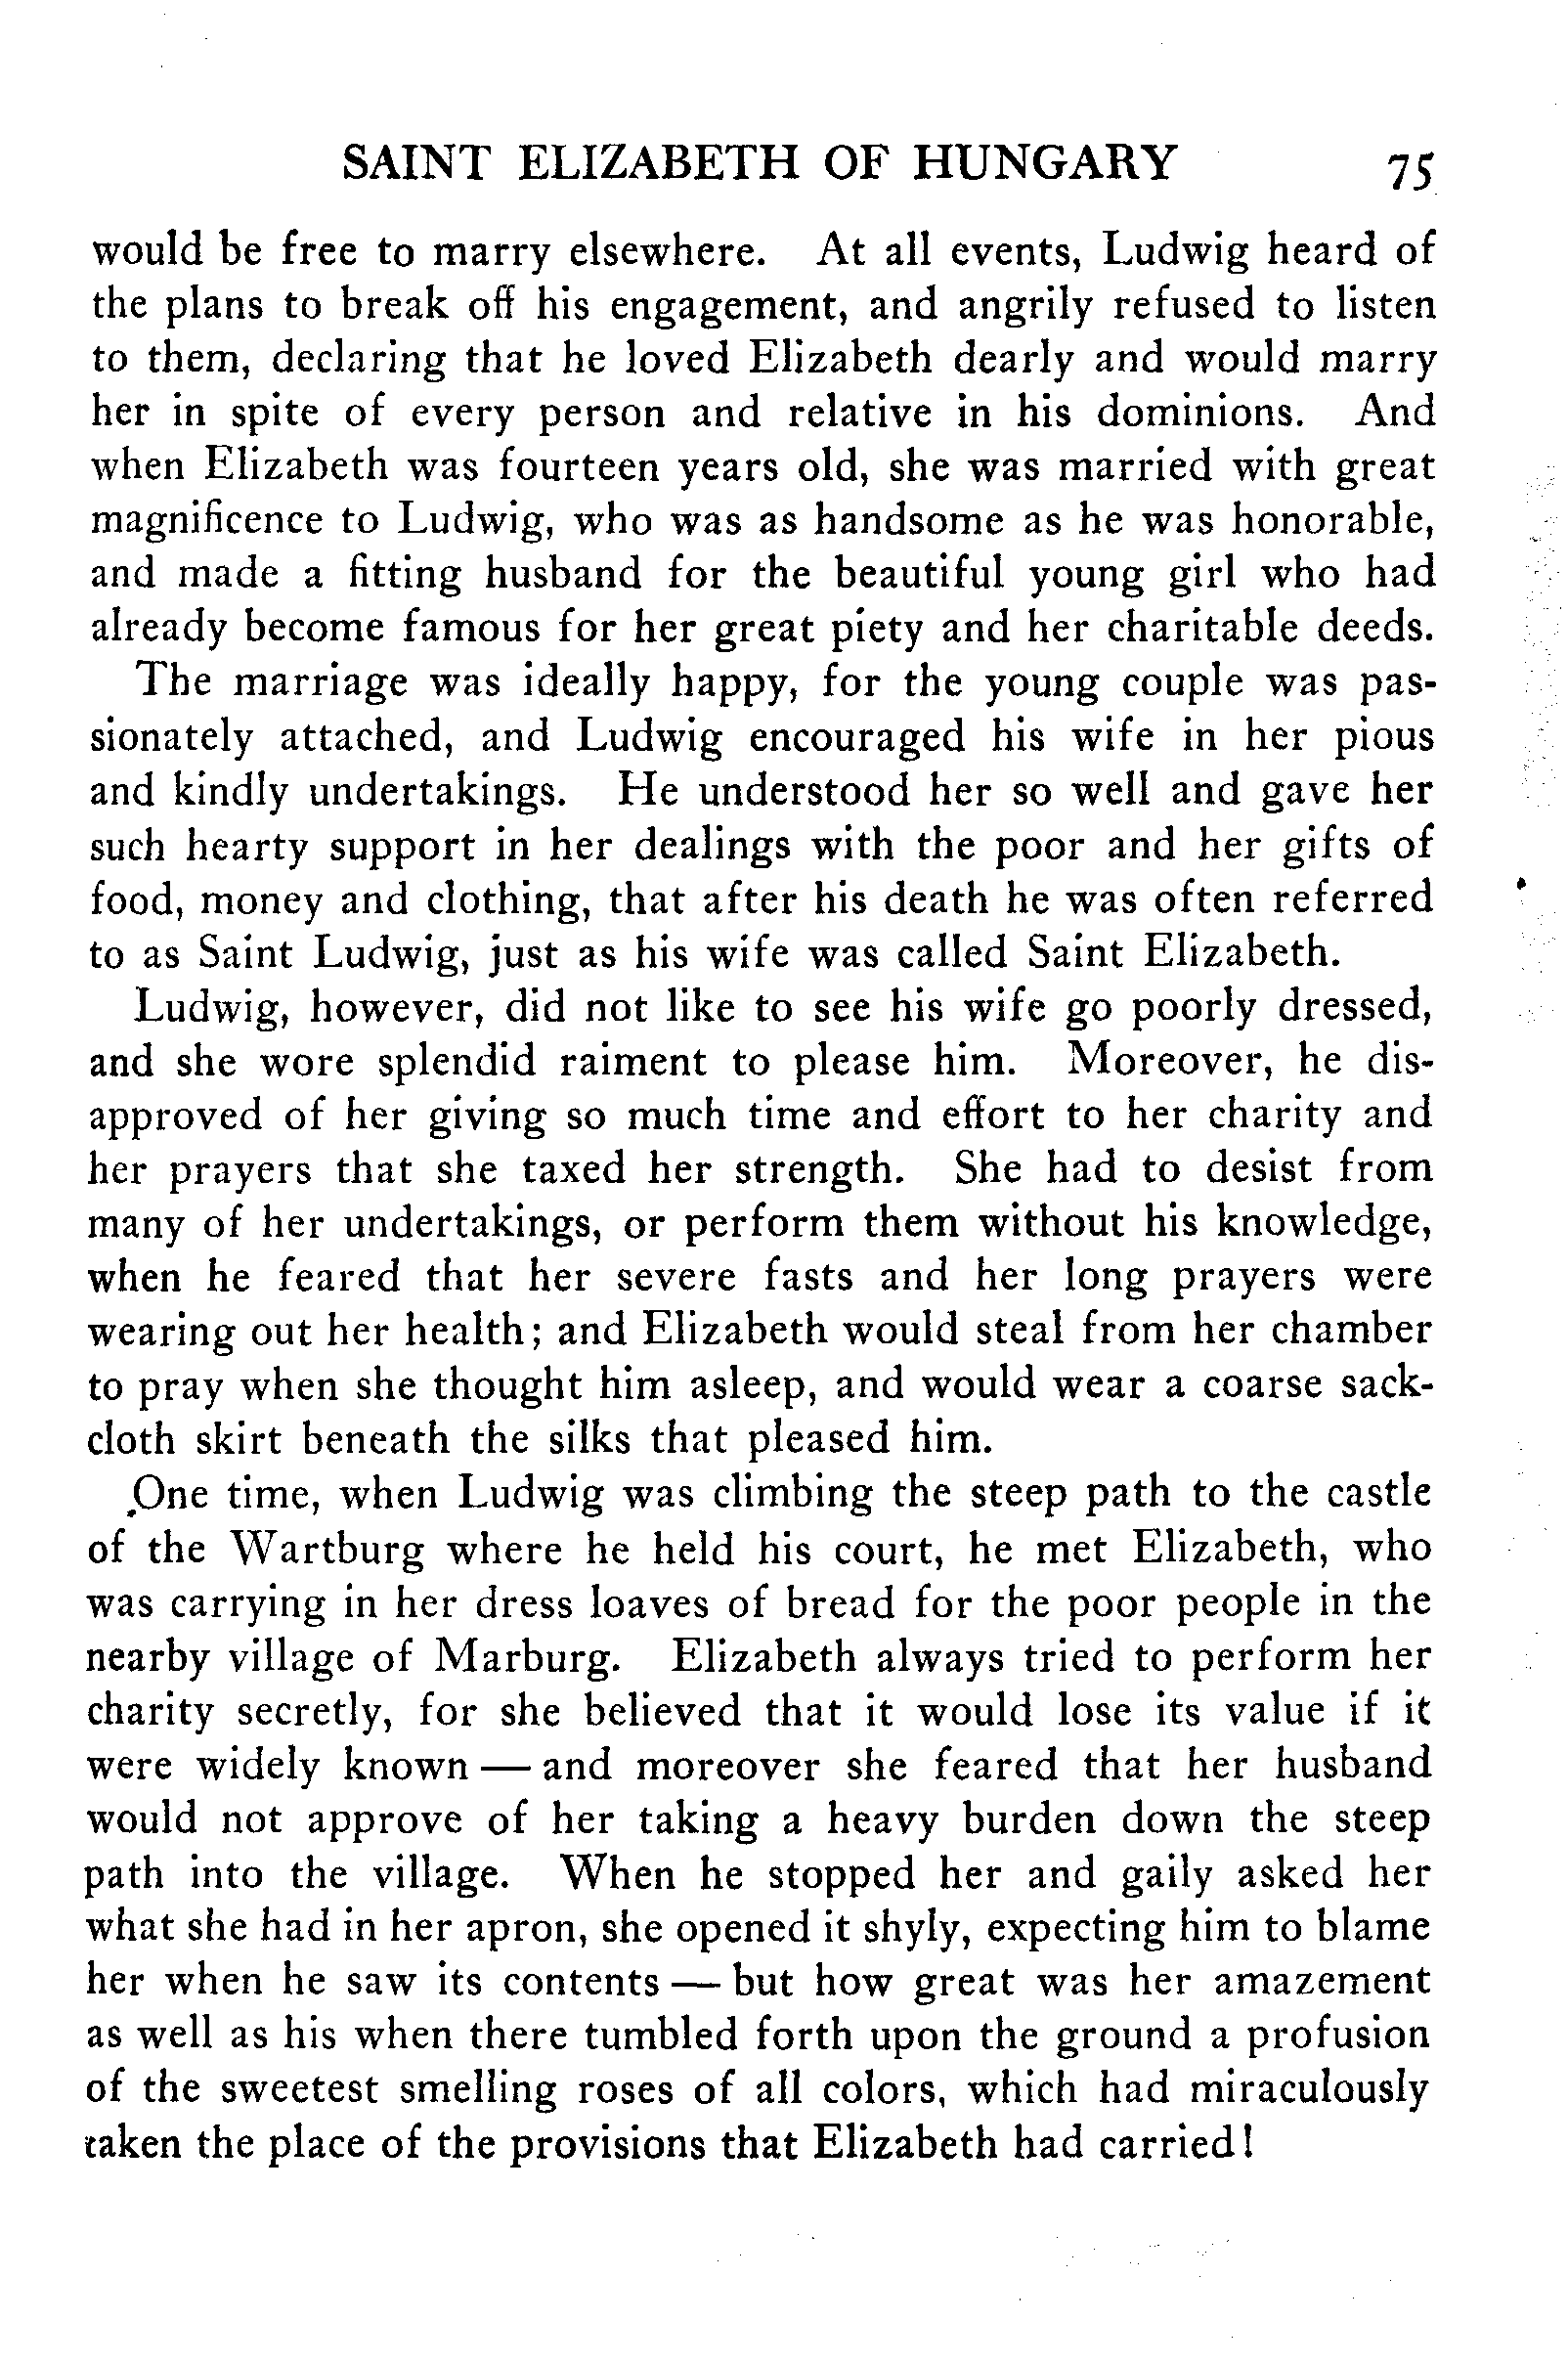 SAINT ELIZABETH OF HUNGARY 75
would be free to marry elsewhere. At all events, Ludwig heard of
the plans to break off his engagement, and angrily refused to listen
to them, declaring that he loved Elizabeth dearly and would marry
her in spite of every person and relative in his dominions. And
when Elizabeth was fourteen years old, she was married with great
magnificence to Ludwig, who was as handsome as he was honorable,
and made a fitting husband for the beautiful young girl who had
already become famous for her great piety and her charitable deeds.
The marriage was ideally happy, for the young couple was pas-
sionately attached, and Ludwig encouraged his wife in her pious
and kindly undertakings. He understood her so well and gave her
such hearty support in her dealings with the poor and her gifts of
food, money and clothing, that after his death he was often referred
to as Saint Ludwig, just as his wife was called Saint Elizabeth.
Ludwig, however, did not like to see his wife go poorly dressed,
and she wore splendid raiment to please him. Moreover, he dis-
approved of her giving so much time and effort to her charity and
her prayers that she taxed her strength. She had to desist from
many of her undertakings, or perform them without his knowledge,
when he feared that her severe fasts and her long prayers were
wearing out her health; and Elizabeth would steal from her chamber
to pray when she thought him asleep, and would wear a coarse sack-
cloth skirt beneath the silks that pleased him.
One time, when Ludwig was climbing the steep path to the castle
of the Wartburg where he held his court, he met Elizabeth, who
was carrying in her dress loaves of bread for the poor people in the
nearby village of Marburg. Elizabeth always tried to perform her
charity secretly, for she believed that it would lose its value if it
were widely known — and moreover she feared that her husband
would not approve of her taking a heavy burden down the steep
path into the village. When he stopped her and gaily asked her
what she had in her apron, she opened it shyly, expecting him to blame
her when he saw its contents — but how great was her amazement
as well as his when there tumbled forth upon the ground a profusion
of the sweetest smelling roses of all colors, which had miraculously
taken the place of the provisions that Elizabeth had carried!